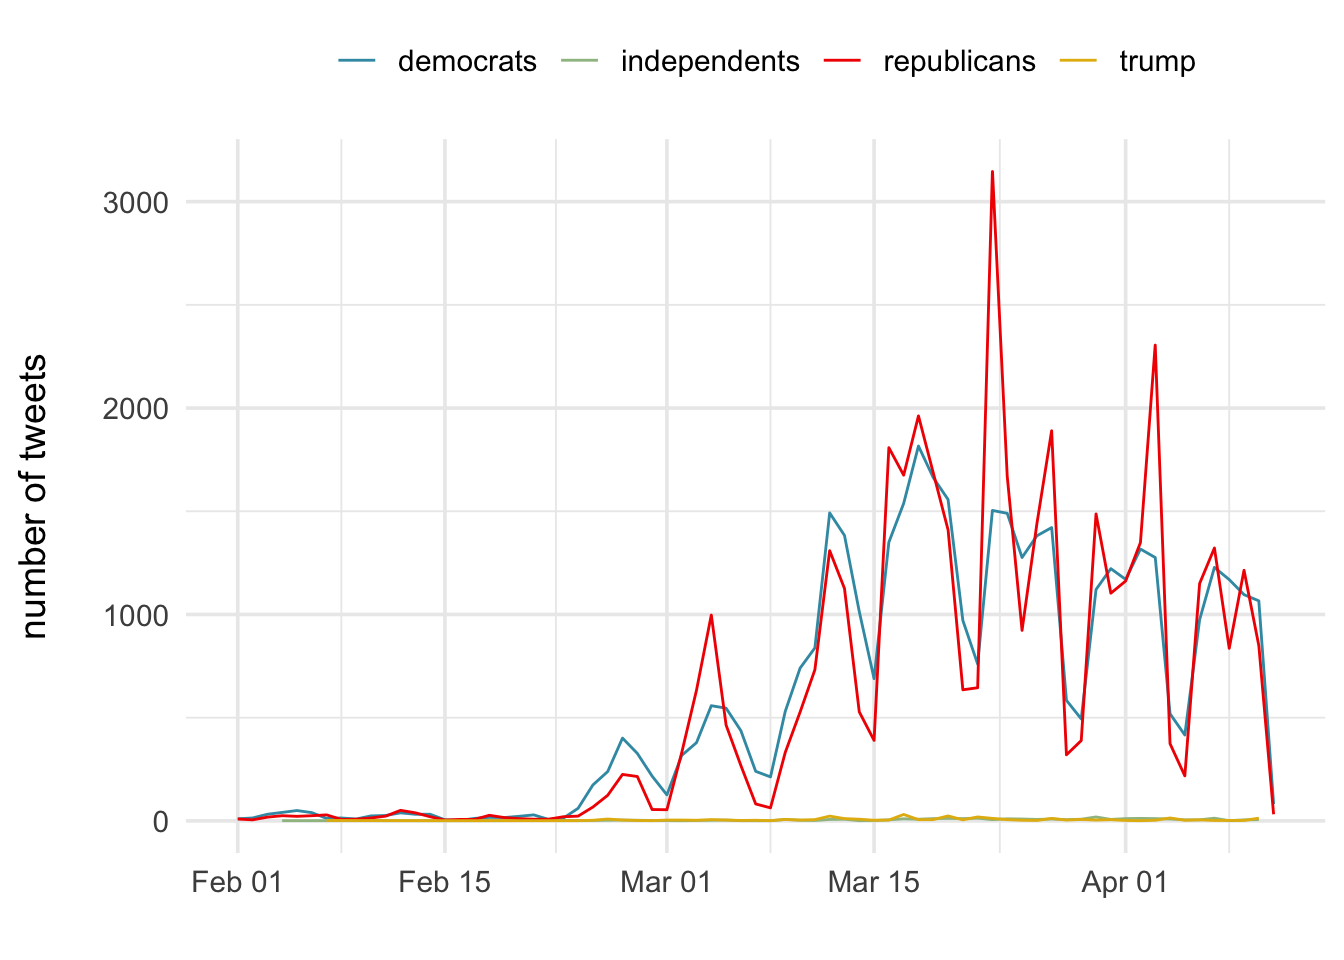 democrats independents republicans trump
3000
2000
1000
0
number of tweets
Feb 01 Feb 15 Mar 01 Mar 15 Apr 01